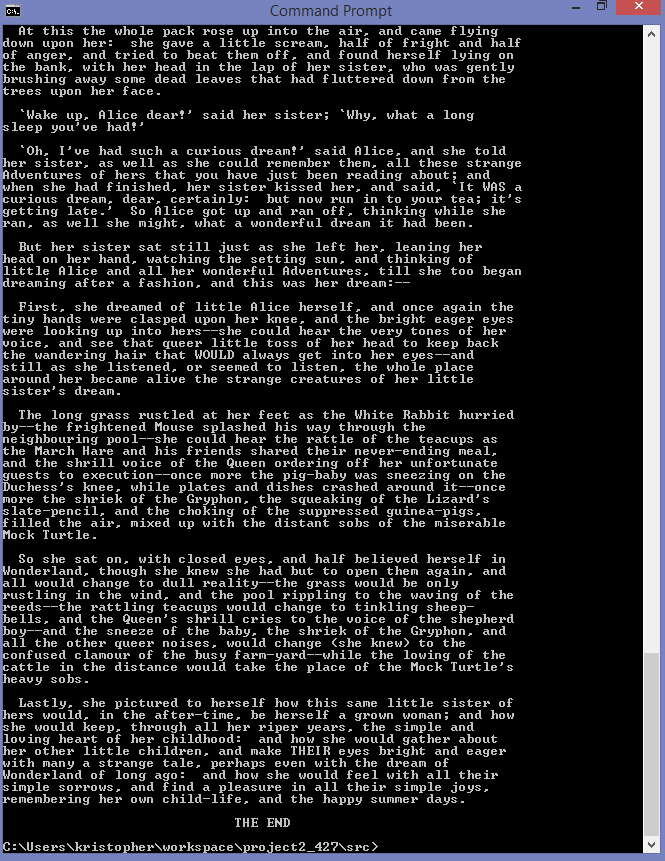 Command Prompt
At this the whole pack rose up into the air, and came flying
down upon her:  she gave a little scream, half of fright and half
of anger, and tried to beat them off, and found herself lying on
the bank, with her head in the lap of her sister, who was gently
brushing away some dead leaves that had fluttered down from the
trees upon her face.
`Wake up, Alice dear!' said her sister; `Why, what a long
sleep you've had!'
`Oh, I've had such a curious dream!' said Alice, and she told
her sister, as well as she could remember them, all these strange
Adventures of hers that you have just been reading about; and
when she had finished, her sister kissed her, and said, `It WAS a
curious dream, dear, certainly:  but now run in to your tea; it's
getting late.'  So Alice got up and ran off, thinking while she
ran, as well she might, what a wonderful dream it had been.
But her sister sat still just as she left her, leaning her
head on her hand, watching the setting sun, and thinking of
little Alice and all her wonderful Adventures, till she too began
dreaming after a fashion, and this was her dream:--
First, she dreamed of little Alice herself, and once again the
tiny hands were clasped upon her knee, and the bright eager eyes
were looking up into hers--she could hear the very tones of her
voice, and see that queer little toss of her head to keep back
the wandering hair that WOULD always get into her eyes--and
still as she listened, or seemed to listen, the whole place
around her became alive the strange creatures of her little
sister's dream.
The long grass rustled at her feet as the White Rabbit hurried
by--the frightened Mouse splashed his way through the
neighbouring pool--she could hear the rattle of the teacups as
the March Hare and his friends shared their never-ending meal,
and the shrill voice of the Queen ordering off her unfortunate
guests to execution--once more the pig-baby was sneezing on the
Duchess's knee, while plates and dishes crashed around it--once
more the shriek of the Gryphon, the squeaking of the Lizard's
slate-pencil, and the choking of the suppressed guinea-pigs,
filled the air, mixed up with the distant sobs of the miserable
Mock Turtle.
So she sat on, with closed eyes, and half believed herself in
Wonderland, though she knew she had but to open them again, and
all would change to dull reality--the grass would be only
rustling in the wind, and the pool rippling to the waving of the
reeds--the rattling teacups would change to tinkling sheep-
bells, and the Queen's shrill cries to the voice of the shepherd
boy--and the sneeze of the baby, the shriek of the Gryphon, and
all the other queer noises, would change (she knew) to the
confused clamour of the busy farm-yard--while the lowing of the
cattle in the distance would take the place of the Mock Turtle's
heavy sobs.
Lastly, she pictured to herself how this same little sister of
hers would, in the after-time, be herself a grown woman; and how
she would keep, through all her riper years, the simple and
loving heart of her childhood:  and how she would gather about
her other little children, and make THEIR eyes bright and eager
with many a strange tale, perhaps even with the dream of
Wonderland of long ago:  and how she would feel with all their
simple sorrows, and find a pleasure in all their simple joys,
remembering her own child-life, and the happy summer days.
THE END
C:\Users\kristopher\workspace\project2_427\src>